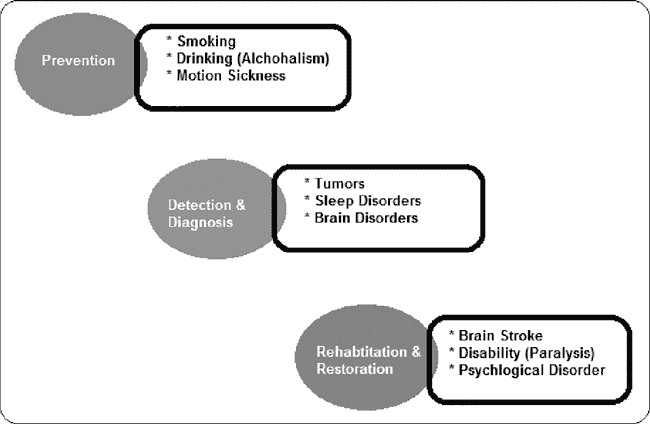 Prevention
* Smoking
* Drinking (Alchohalism)
* Motion Sickness
Detection &
Diagnosis
* Tumors
* Sleep Disorders
* Brain Disorders
Rehabtitation &
Restoration
* Brain Stroke
* Disability (Paralysis)
* Psychlogical Disorder